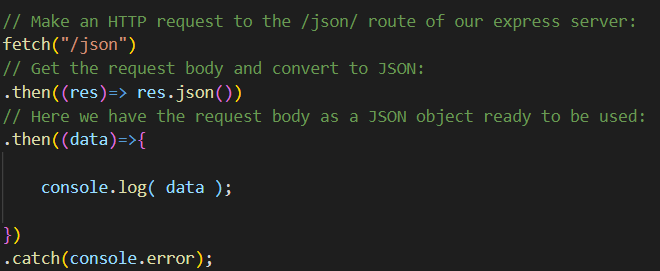 // Make an HTTP request to the /json/ route of our express server:
fetch("/json")
// Get the request body and convert to JSON:
.then((res)=> res.json())
// Here we have the request body as a JSON object ready to be used:
.then((data)=>{
console.log( data );
})
.catch(console.error);